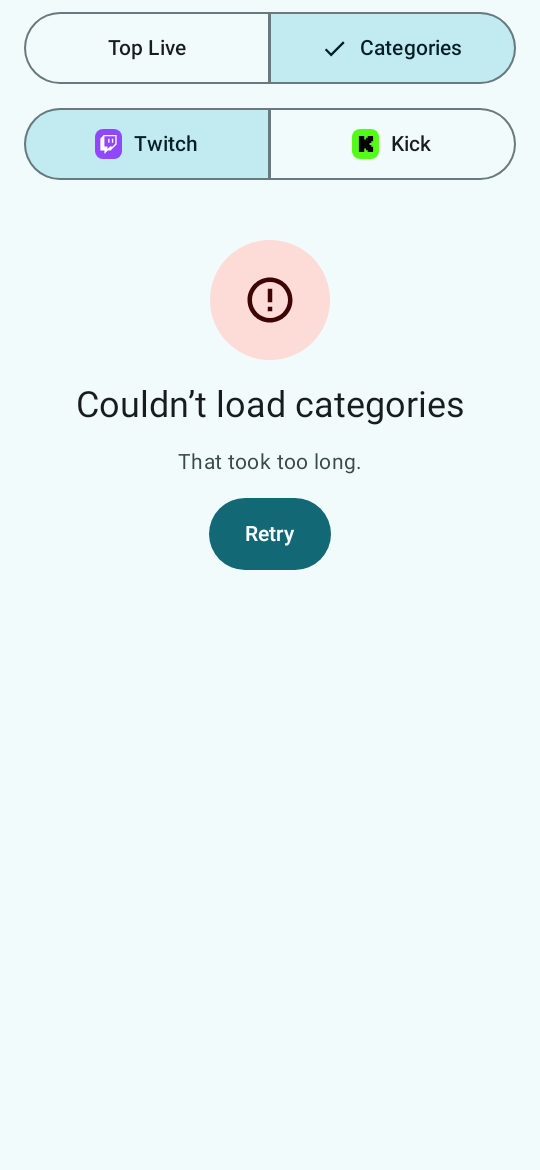 Top Live
Categories
Twitch
Kick
Couldn’t load categories
That took too long.
Retry